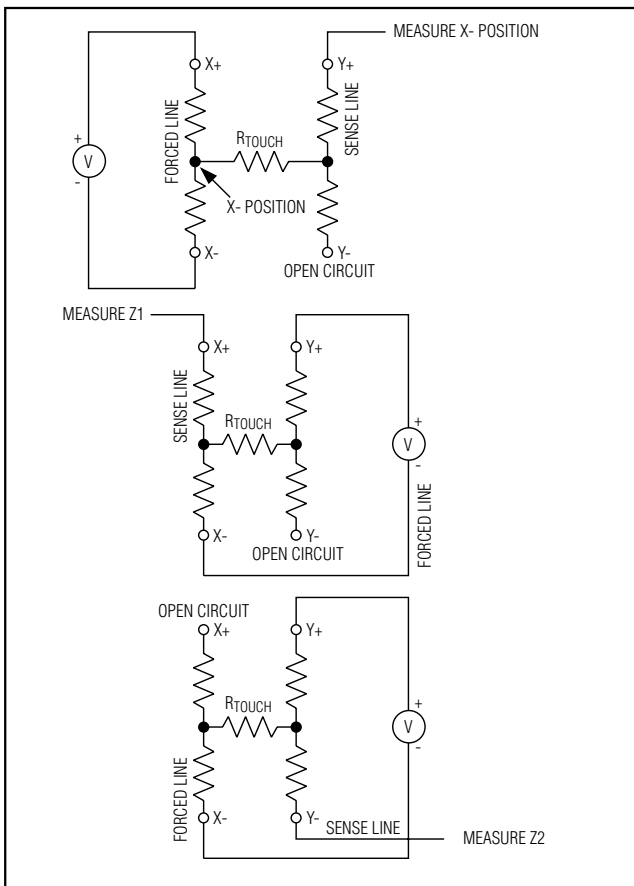 MEASURE X- POSITION
X+
Y+
FORCED LINE
RTOUCH
SENSE LINE
+
V
-
X- POSITION
X-
Y-
OPEN CIRCUIT
MEASURE Z1
X+
Y+
SENSE LINE
RTOUCH
+
V
-
X-
Y-
OPEN CIRCUIT
FORCED LINE
OPEN CIRCUIT
X+
Y+
RTOUCH
+
V
-
FORCED LINE
X-
Y-
SENSE LINE
MEASURE Z2